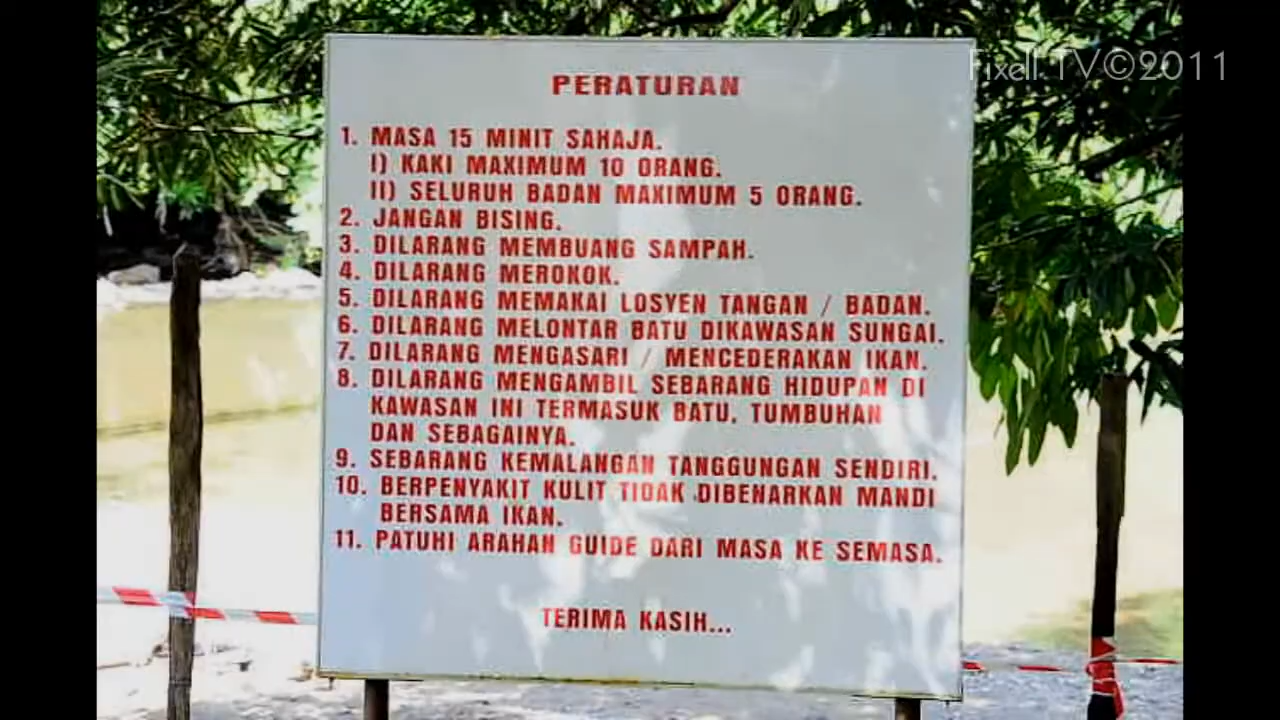 Fixell.TV©2011
PERATURAN
1. MASA 15 MINIT SAHAJA.
I) KAKI MAXIMUM 10 ORANG.
II) SELURUH BADAN MAXIMUM 5 ORANG.
2. JANGAN BISING.
3. DILARANG MEMBUANG SAMPAH.
4. DILARANG MEROKOK.
5. DILARANG MEMAKAI LOSYEN TANGAN / BADAN.
6. DILARANG MELONTAR BATU DIKAWASAN SUNGAI.
7. DILARANG MENGASARI / MENCEDERAKAN IKAN.
8. DILARANG MENGAMBIL SEBARANG HIDUPAN DI
KAWASAN INI TERMASUK BATU, TUMBUHAN
DAN SEBAGAINYA.
9. SEBARANG KEMALANGAN TANGGUNGAN SENDIRI.
10. BERPENYAKIT KULIT TIDAK DIBENARKAN MANDI
BERSAMA IKAN.
11. PATUHI ARAHAN GUIDE DARI MASA KE SEMASA.
TERIMA KASIH...